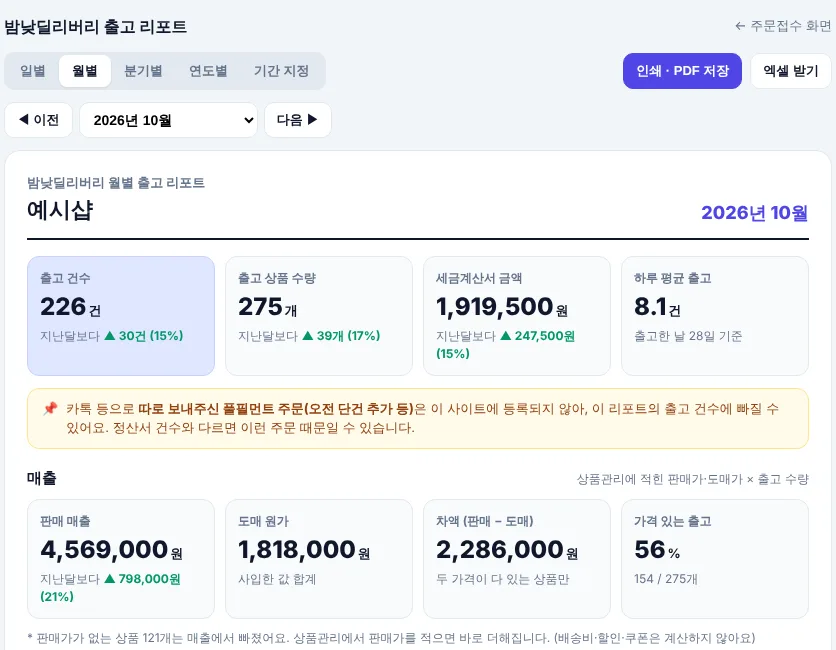 밤낮딜리버리 출고 리포트
← 주문접수 화면
일별 월별 분기별 연도별 기간 지정
인쇄 · PDF 저장 엑셀 받기
◀ 이전 2026년 10월 다음 ▶
밤낮딜리버리 월별 출고 리포트
예시샵
2026년 10월
출고 건수
226건
지난달보다 ▲ 30건 (15%)
출고 상품 수량
275개
지난달보다 ▲ 39개 (17%)
세금계산서 금액
1,919,500원
지난달보다 ▲ 247,500원
(15%)
하루 평균 출고
8.1건
출고한 날 28일 기준
📌 카톡 등으로 따로 보내주신 풀필먼트 주문(오전 단건 추가 등)은 이 사이트에 등록되지 않아, 이 리포트의 출고 건수에 빠질 수
있어요. 정산서 건수와 다르면 이런 주문 때문일 수 있습니다.
매출
상품관리에 적힌 판매가·도매가 × 출고 수량
판매 매출
4,569,000원
지난달보다 ▲ 798,000원
(21%)
도매 원가
1,818,000원
사입한 값 합계
차액 (판매 − 도매)
2,286,000원
두 가격이 다 있는 상품만
가격 있는 출고
56%
154 / 275개
* 판매가가 없는 상품 121개는 매출에서 빠졌어요. 상품관리에서 판매가를 적으면 바로 더해집니다. (배송비·할인·쿠폰은 계산하지 않아요)